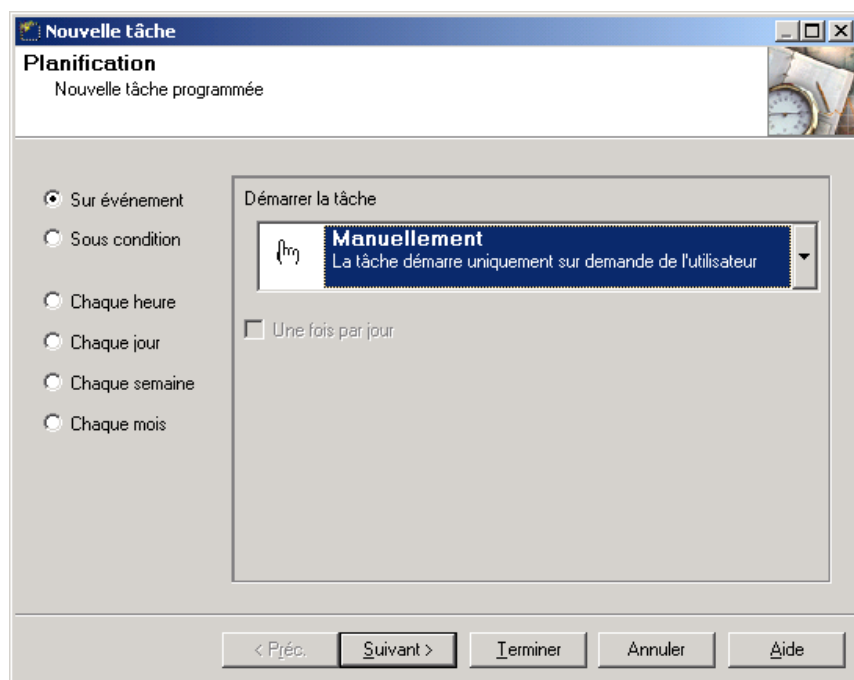 Nouvelle tâche
Planification
Nouvelle tâche programmée
Sur événement
Sous condition
Chaque heure
Chaque jour
Chaque semaine
Chaque mois
Démarrer la tâche
Manuellement
La tâche démarre uniquement sur demande de l'utilisateur
Une fois par jour
< Préc.
Suivant >
Terminer
Annuler
Aide